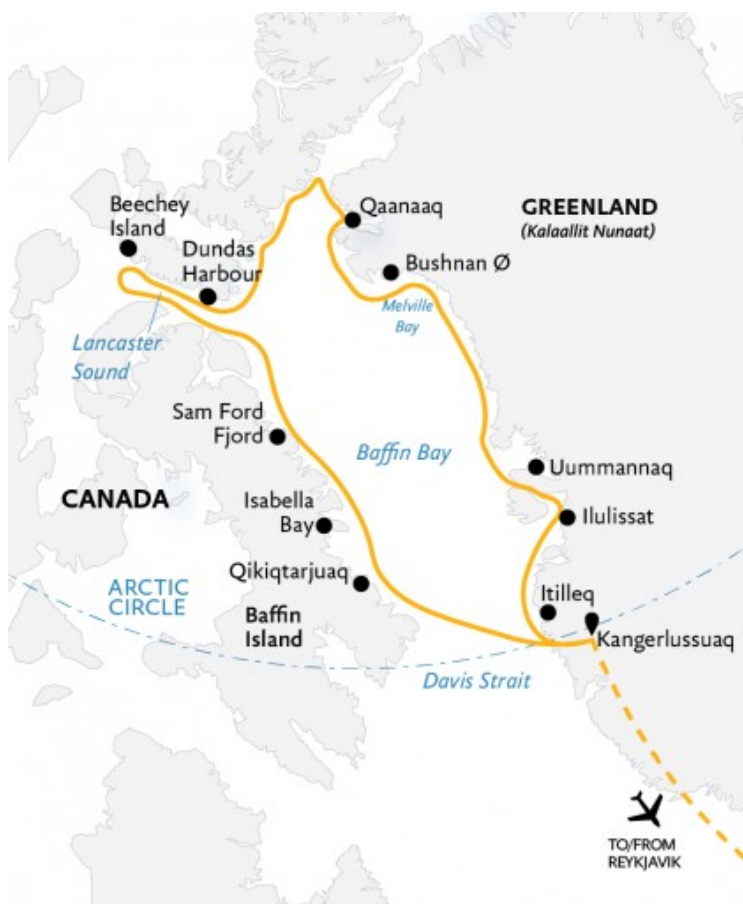 Beechey
Island
Dundas
Harbour
Qaanaaq
GREENLAND
(Kalaallit Nunaat)
Bushnan Ø
Melville
Bay
Lancaster
Sound
Sam Ford
Fjord
Baffin Bay
Uummannaq
CANADA
Isabella
Bay
Ilulissat
Qikiqtarjuaq
ARCTIC
CIRCLE
Itilleq
Baffin
Island
Kangerlussuaq
Davis Strait
TO/FROM
REYKJAVIK